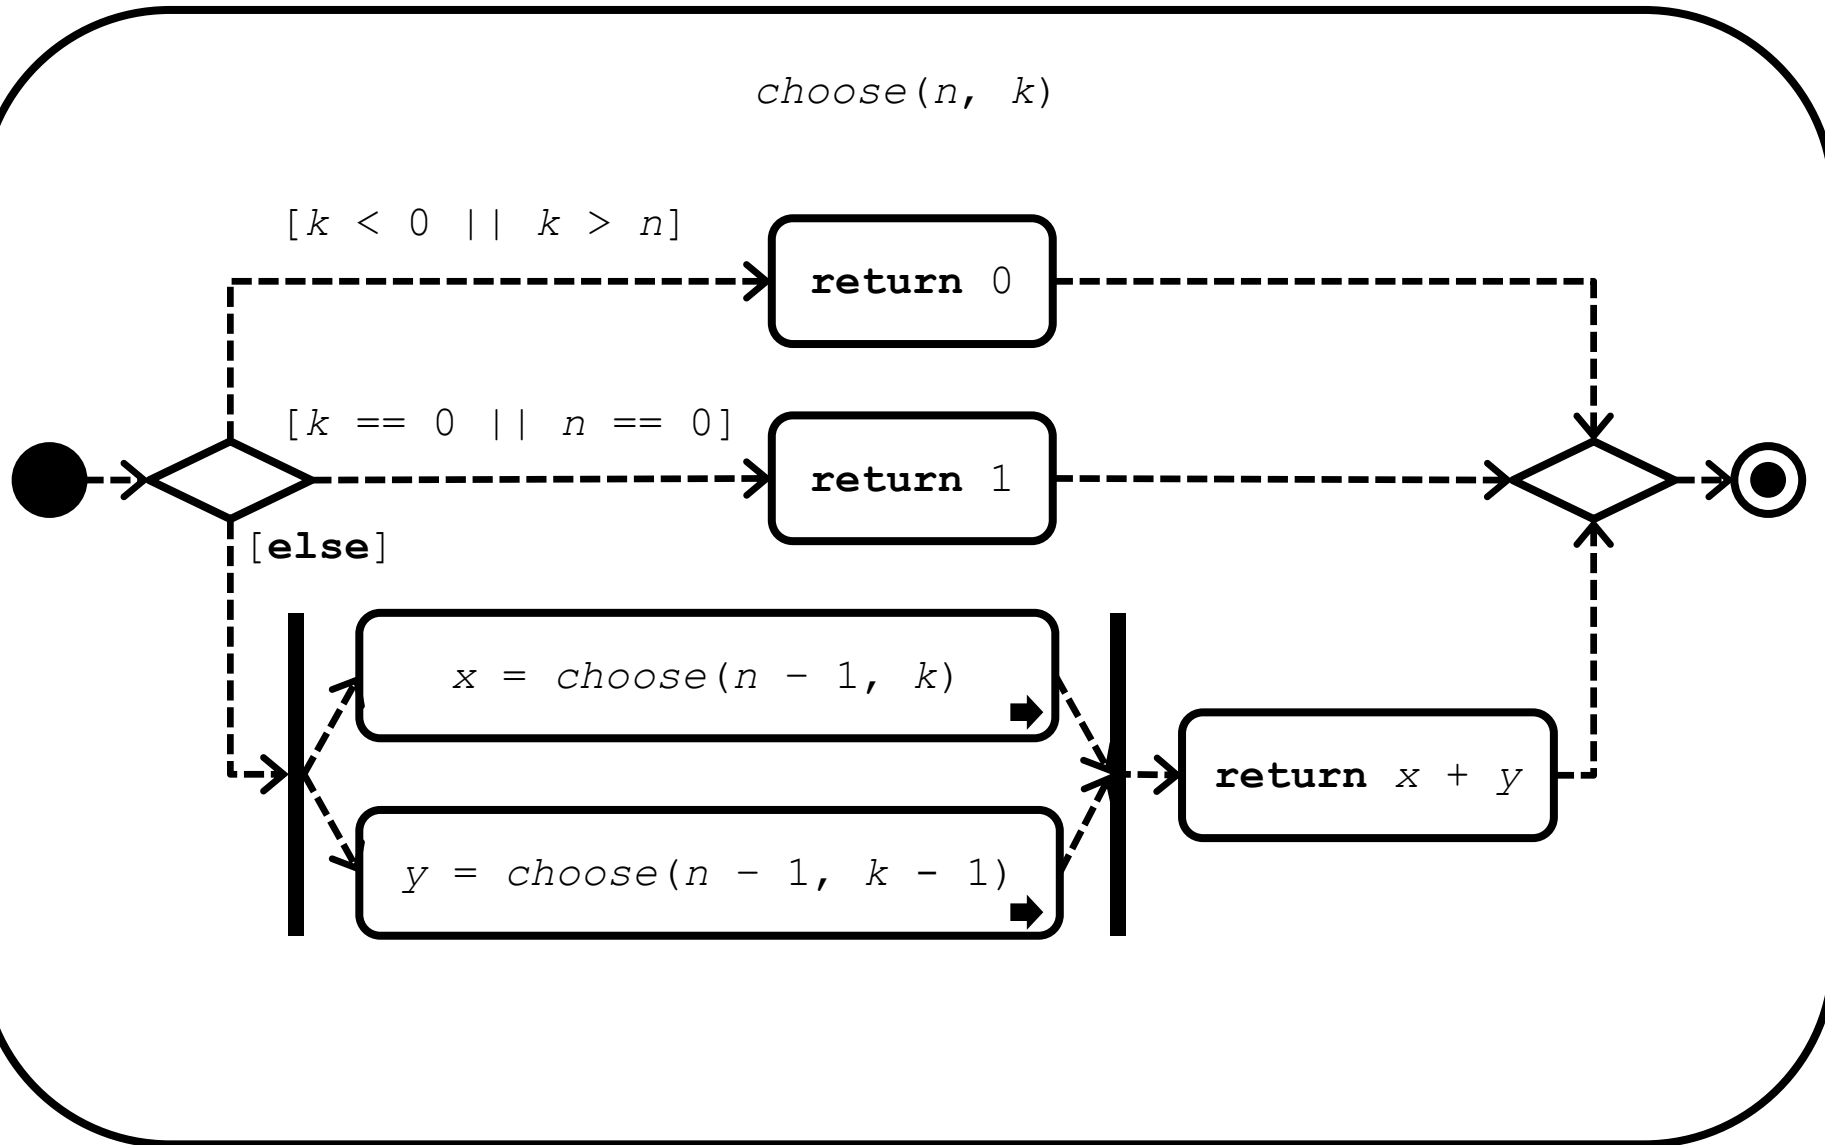 choose(n, k)
[k < 0 || k > n]
return 0
[k == 0 || n == 0]
return 1
[else]
x = choose(n − 1, k)
return x + y
y = choose(n − 1, k - 1)